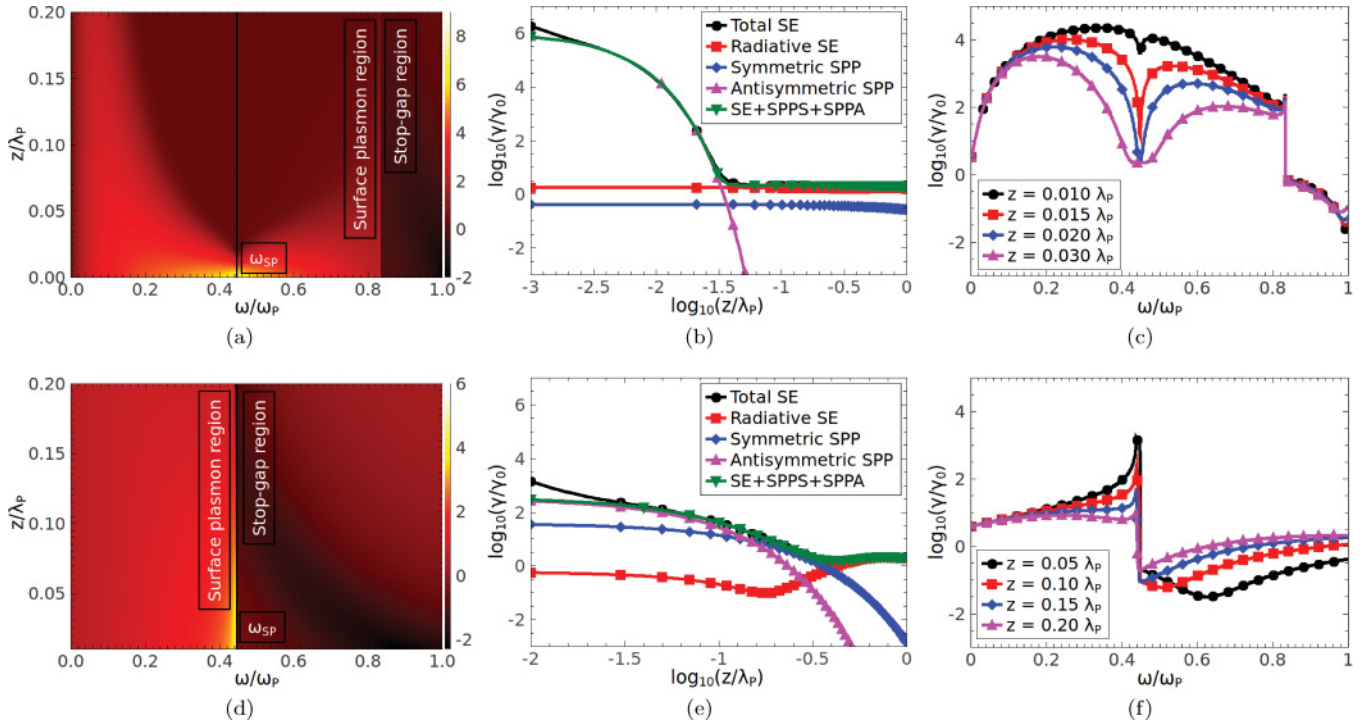 0.20
0.15
0.10
0.05
0.00
z/λP
0.0 0.2 0.4 0.6 0.8 1.0
ω/ωP
Surface plasmon region
Stop-gap region
ωSP
8
6
4
2
0
−2
(a)
6
4
2
0
-2
log10(γ/γ0)
-3 -2.5 -2 -1.5 -1 -0.5 0
log10(z/λP)
Total SE
Radiative SE
Symmetric SPP
Antisymmetric SPP
SE+SPPS+SPPA
(b)
4
2
0
-2
log10(γ/γ0)
0 0.2 0.4 0.6 0.8 1
ω/ωP
z = 0.010 λP
z = 0.015 λP
z = 0.020 λP
z = 0.030 λP
(c)
0.20
0.15
0.10
0.05
z/λP
0.0 0.2 0.4 0.6 0.8 1.0
ω/ωP
Surface plasmon region
Stop-gap region
ωSP
6
4
2
0
−2
(d)
6
4
2
0
-2
log10(γ/γ0)
-2 -1.5 -1 -0.5 0
log10(z/λP)
Total SE
Radiative SE
Symmetric SPP
Antisymmetric SPP
SE+SPPS+SPPA
(e)
4
2
0
-2
log10(γ/γ0)
0 0.2 0.4 0.6 0.8 1
ω/ωP
z = 0.05 λP
z = 0.10 λP
z = 0.15 λP
z = 0.20 λP
(f)